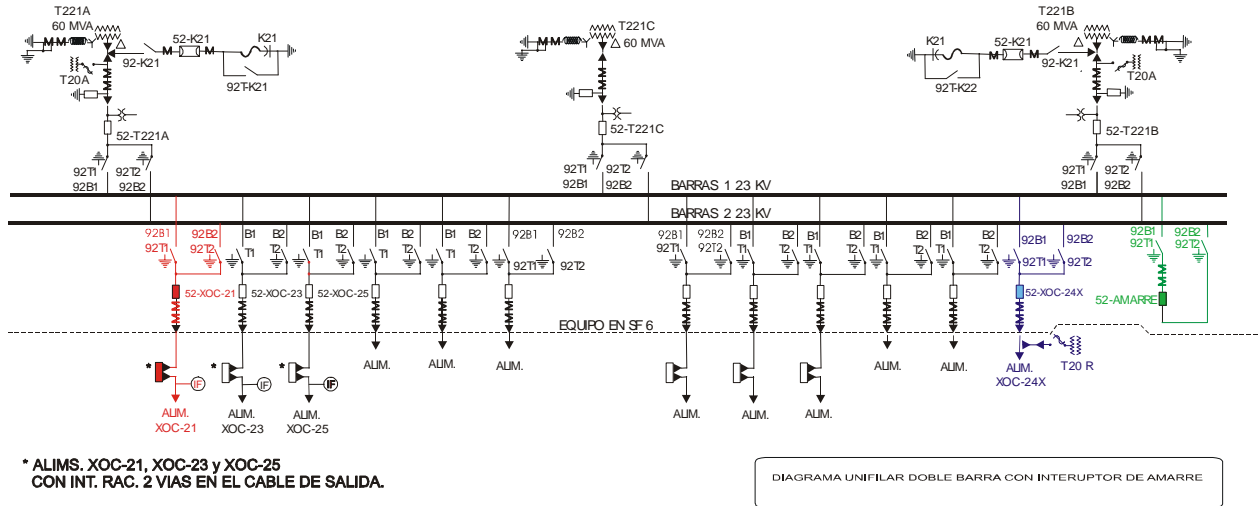 T221A
60 MVA
52-K21
K21
92-K21
92T-K21
T20A
52-T221A
92T1
92T2
92B1
92B2
T221C
60 MVA
52-T221C
92T1
92T2
92B1
92B2
T221B
60 MVA
K21
52-K21
92-K21
92T-K22
T20A
52-T221B
92T1
92T2
92B1
92B2
BARRAS 1 23 KV
BARRAS 2 23 KV
92B1
92T1
92B2
92T2
B1
T1
B2
T2
B1
T1
B2
T2
B1
T1
B2
T2
B1
T1
B2
T2
92B1
92T1
92B2
92T2
92B1
92T1
92B2
92T2
B1
T1
B2
T2
B1
T1
B2
T2
B1
T1
B2
T2
B1
T1
B2
T2
92B1
92T1
92B2
92T2
92B1
92T1
92B2
92T2
52-XOC-21
52-XOC-23
52-XOC-25
52-XOC-24X
52-AMARRE
EQUIPO EN SF6
* IF
* IF
* IF
ALIM.
ALIM.
ALIM.
ALIM.
ALIM.
ALIM.
XOC-24X
T20 R
ALIM.
XOC-21
ALIM.
XOC-23
ALIM.
XOC-25
ALIM.
ALIM.
ALIM.
* ALIMS. XOC-21, XOC-23 y XOC-25
CON INT. RAC. 2 VIAS EN EL CABLE DE SALIDA.
DIAGRAMA UNIFILAR DOBLE BARRA CON INTERUPTOR DE AMARRE